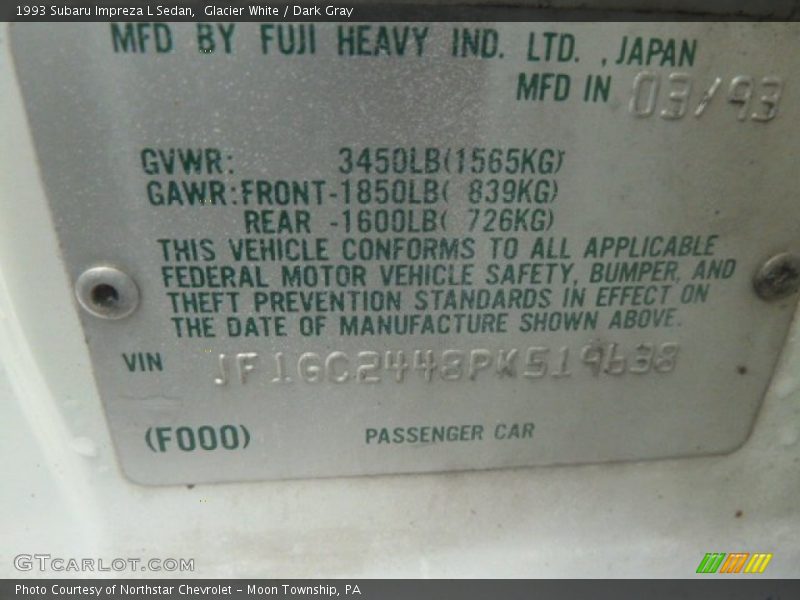 1993 Subaru Impreza L Sedan,  Glacier White / Dark Gray
MFD BY FUJI HEAVY IND. LTD. , JAPAN
MFD IN 03/93
GVWR: 3450LB(1565KG)
GAWR:FRONT-1850LB( 839KG)
REAR -1600LB( 726KG)
THIS VEHICLE CONFORMS TO ALL APPLICABLE
FEDERAL MOTOR VEHICLE SAFETY, BUMPER, AND
THEFT PREVENTION STANDARDS IN EFFECT ON
THE DATE OF MANUFACTURE SHOWN ABOVE.
VIN JF1GC2448PK519638
(F000) PASSENGER CAR
GTCARLOT.COM
Photo Courtesy of Northstar Chevrolet - Moon Township, PA